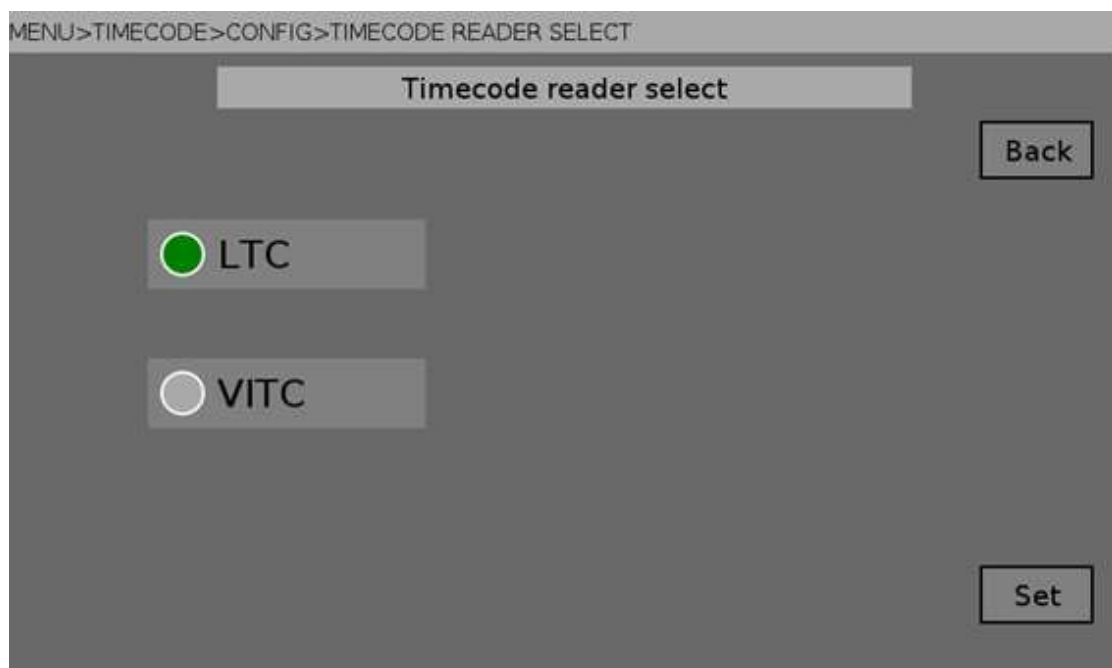 MENU>TIMECODE>CONFIG>TIMECODE READER SELECT
Timecode reader select
Back
LTC
VITC
Set